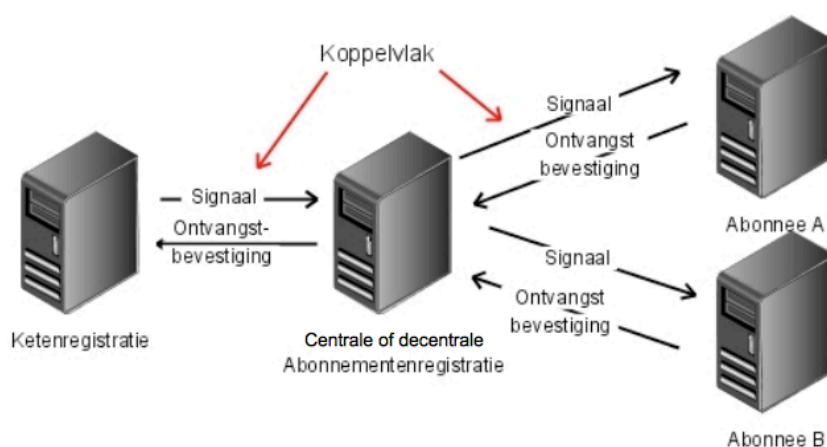 Koppelvlak
Signaal
Ontvangst
bevestiging
Abonnee A
Signaal
Ontvangst-
bevestiging
Signaal
Ontvangst
bevestiging
Ketenregistratie
Centrale of decentrale
Abonnementenregistratie
Abonnee B